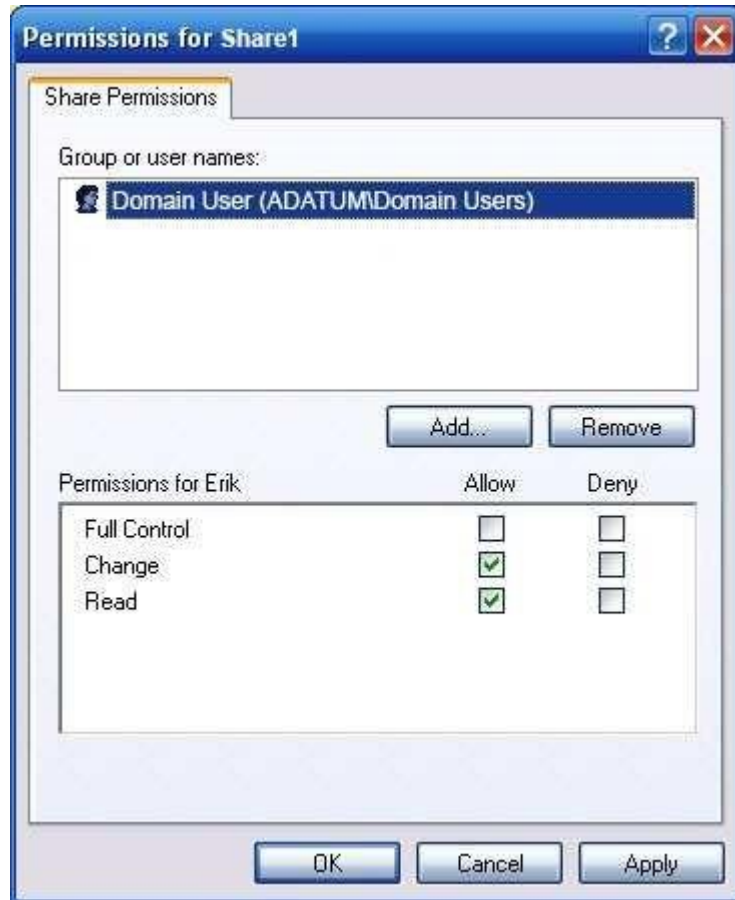 Permissions for Share1
Share Permissions
Group or user names:
Domain User (ADATUM\Domain Users)
Add... Remove
Permissions for Erik Allow Deny
Full Control
Change
Read
OK Cancel Apply